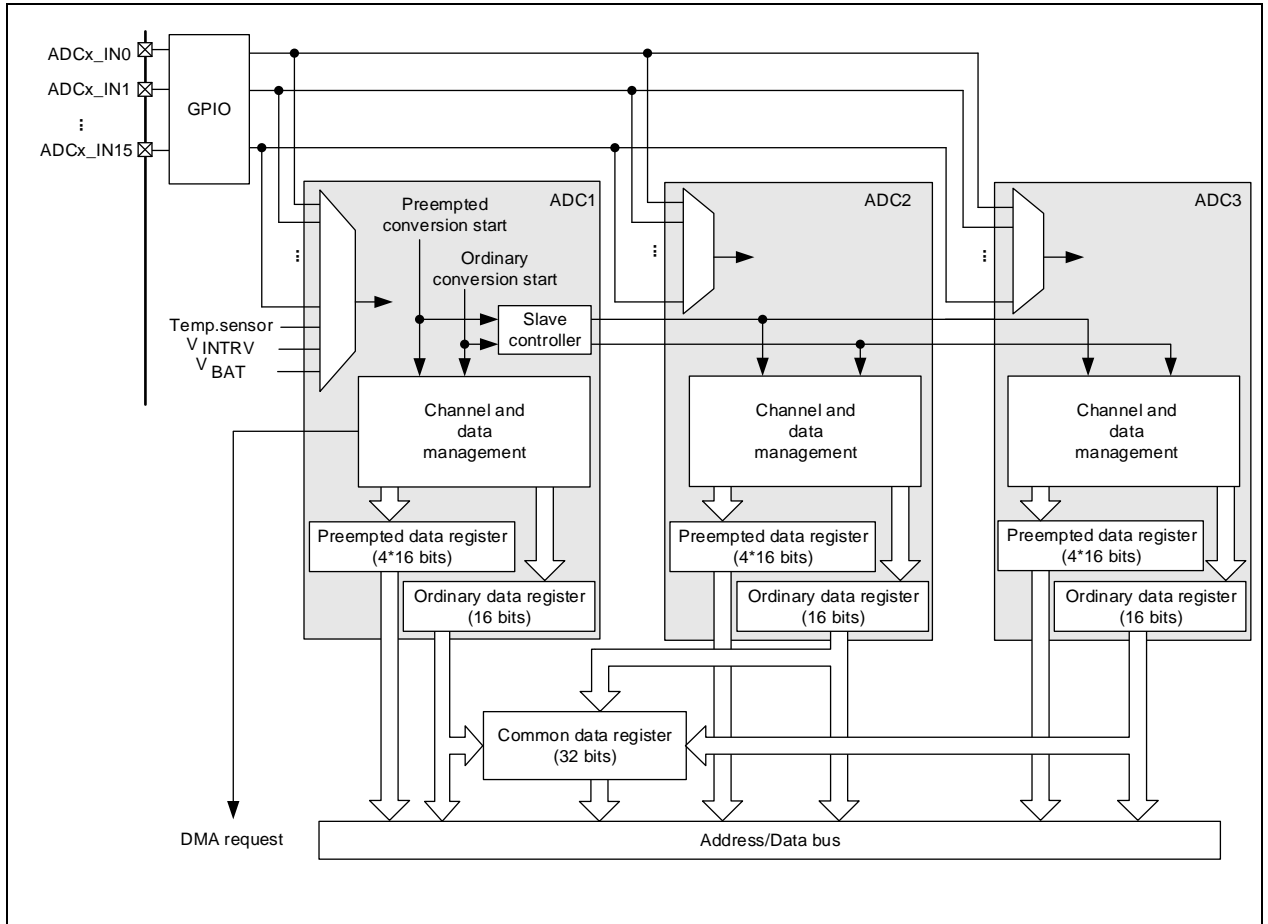 ADCx_IN0
ADCx_IN1
...
ADCx_IN15
GPIO
ADC1
Preempted
conversion start
Ordinary
conversion start
...
Temp.sensor
VINTRV
VBAT
Slave
controller
Channel and
data
management
Preempted data register
(4*16 bits)
Ordinary data register
(16 bits)
ADC2
...
Channel and
data
management
Preempted data register
(4*16 bits)
Ordinary data register
(16 bits)
ADC3
...
Channel and
data
management
Preempted data register
(4*16 bits)
Ordinary data register
(16 bits)
Common data register
(32 bits)
DMA request
Address/Data bus